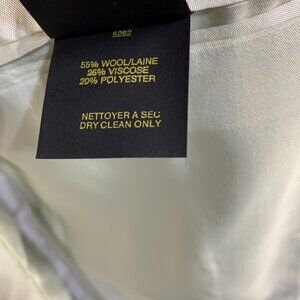 5262
55% WOOL/LAINE
25% VISCOSE
20% POLYESTER
NETTOYER A SEC
DRY CLEAN ONLY